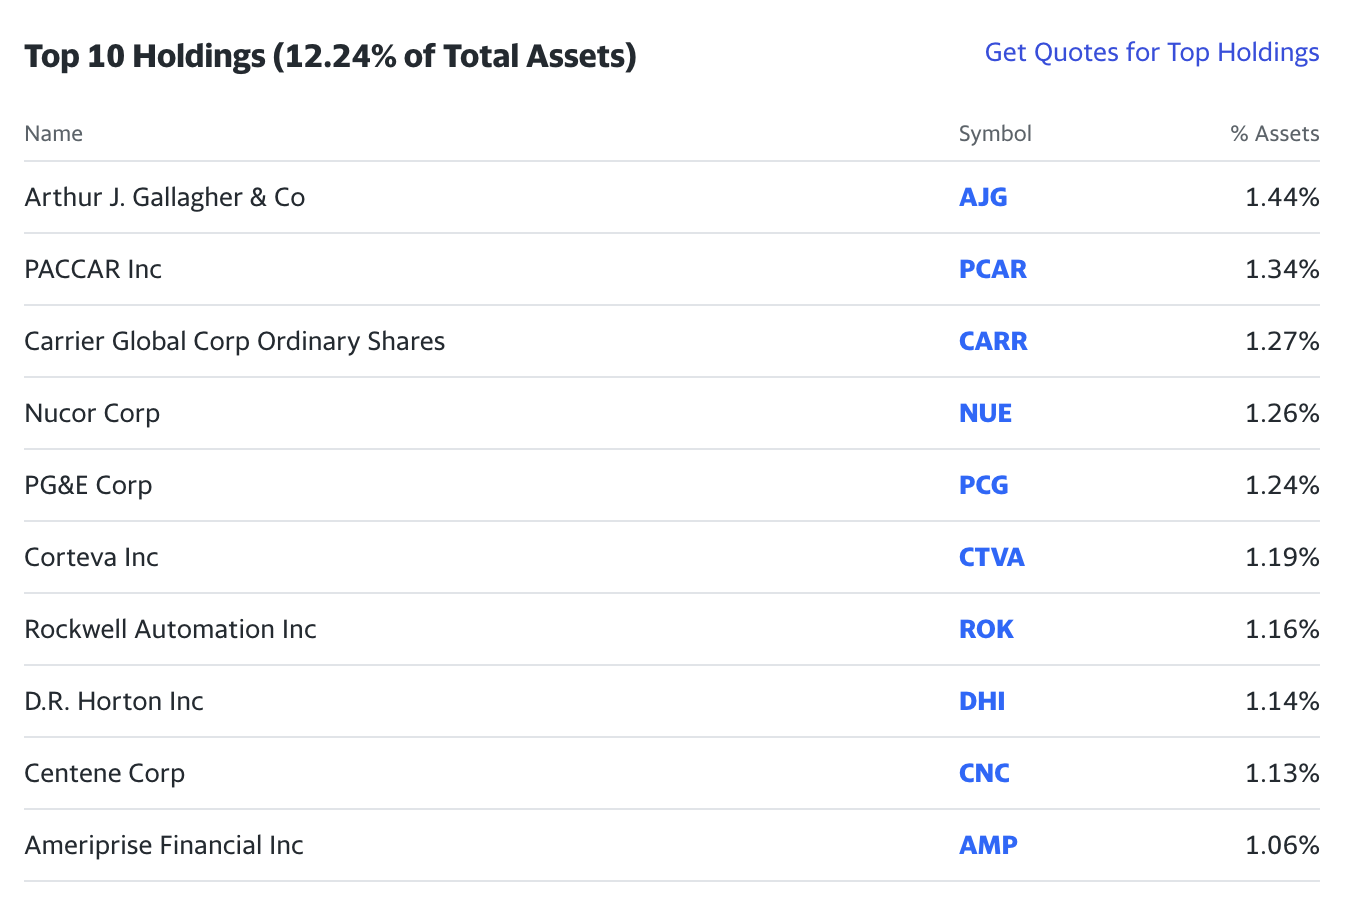 Top 10 Holdings (12.24% of Total Assets) Get Quotes for Top Holdings
Name Symbol % Assets
Arthur J. Gallagher & Co AJG 1.44%
PACCAR Inc PCAR 1.34%
Carrier Global Corp Ordinary Shares CARR 1.27%
Nucor Corp NUE 1.26%
PG&E Corp PCG 1.24%
Corteva Inc CTVA 1.19%
Rockwell Automation Inc ROK 1.16%
D.R. Horton Inc DHI 1.14%
Centene Corp CNC 1.13%
Ameriprise Financial Inc AMP 1.06%